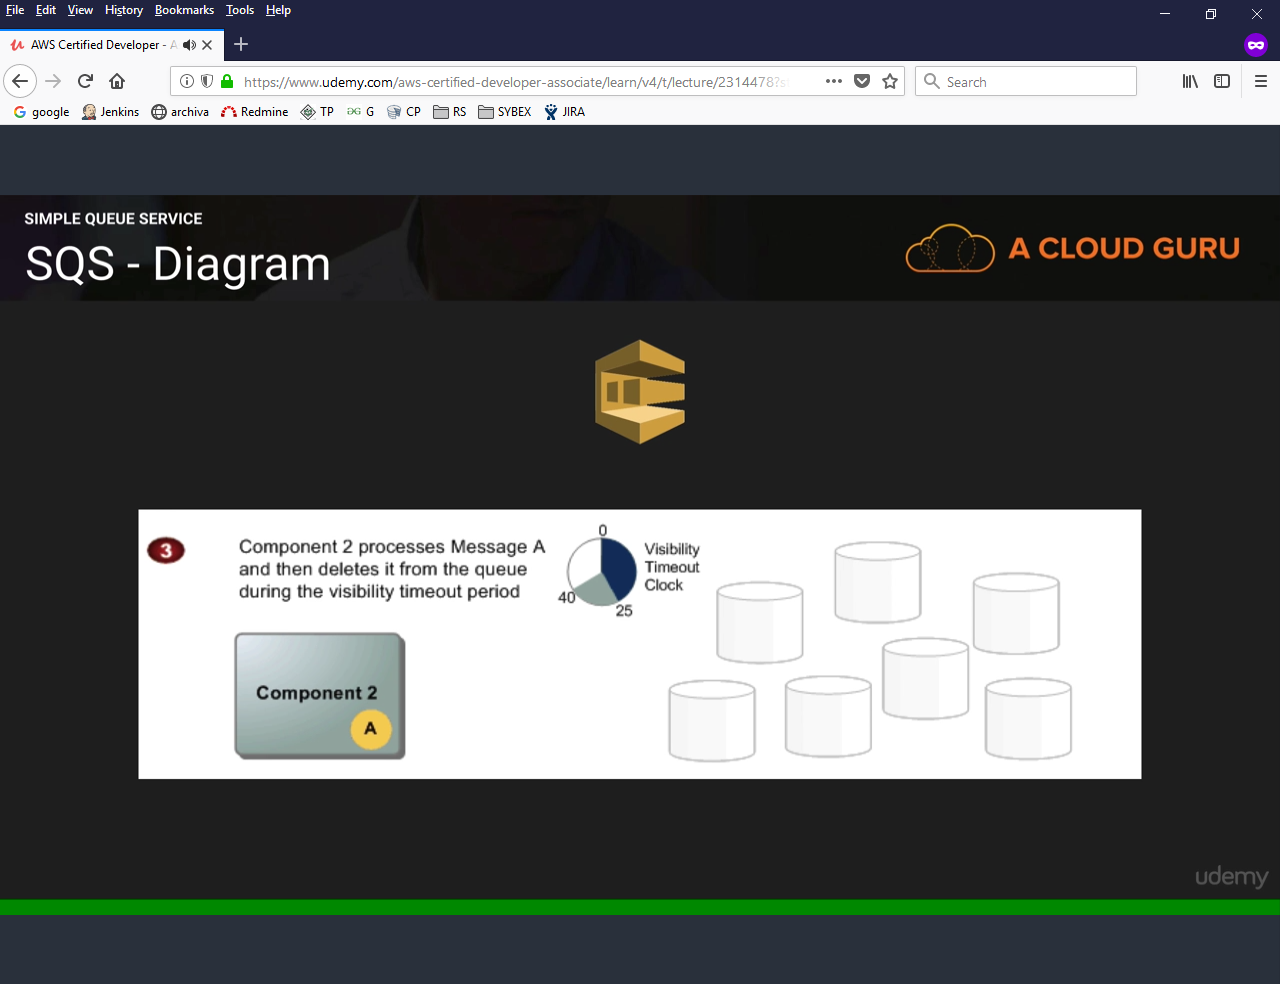 File Edit View History Bookmarks Tools Help
AWS Certified Developer - A
https://www.udemy.com/aws-certified-developer-associate/learn/v4/t/lecture/2314478?s
Search
google Jenkins archiva Redmine TP G CP RS SYBEX JIRA
SIMPLE QUEUE SERVICE
SQS - Diagram
A CLOUD GURU
3
Component 2 processes Message A
and then deletes it from the queue
during the visibility timeout period
0
40
25
Visibility
Timeout
Clock
Component 2
A
udemy